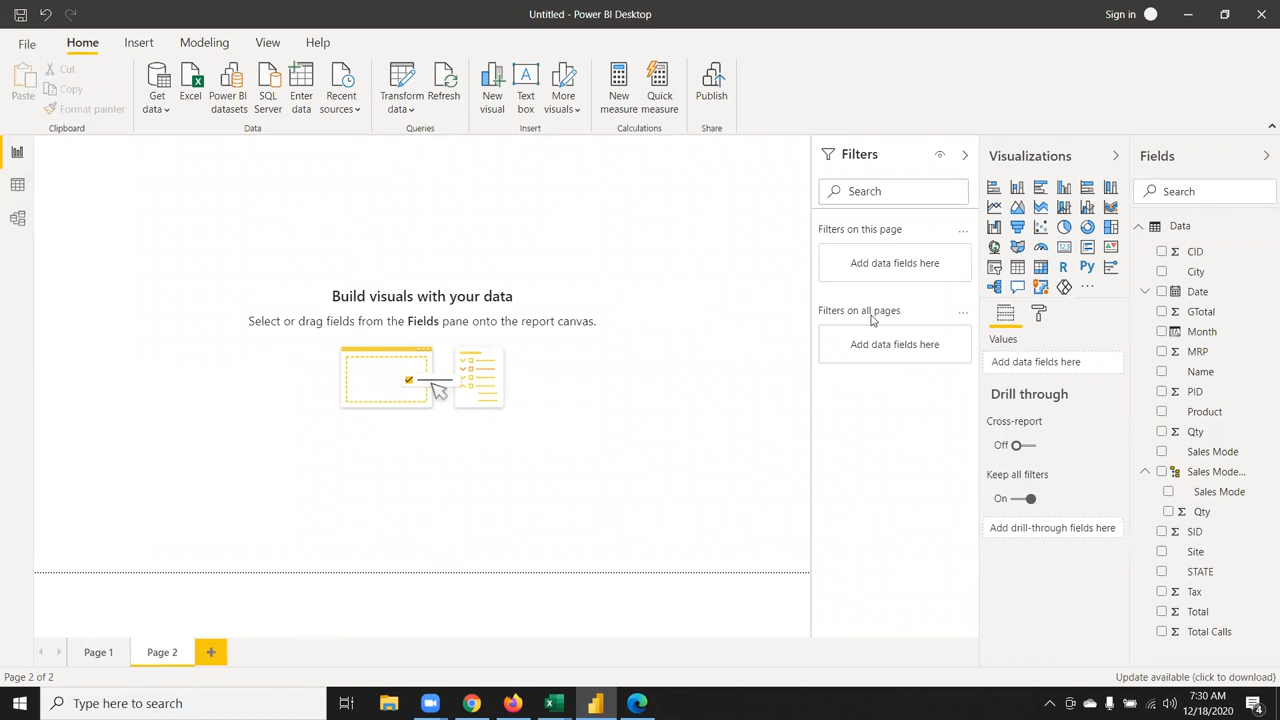 Untitled - Power BI Desktop
Sign in
File
Home
Insert
Modeling
View
Help
Paste
Cut
Copy
Format painter
Clipboard
Get data
Excel
Power BI datasets
SQL Server
Enter data
Recent sources
Data
Transform data
Refresh
Queries
New visual
Text box
More visuals
Insert
New measure
Quick measure
Calculations
Publish
Share
Build visuals with your data
Select or drag fields from the Fields pane onto the report canvas.
Filters
Search
Filters on this page
...
Add data fields here
Filters on all pages
...
Add data fields here
Visualizations
R
Py
...
Values
Add data fields here
Drill through
Cross-report
Off
Keep all filters
On
Add drill-through fields here
Fields
Search
Data
CID
City
Date
GTotal
Month
MRP
Name
PID
Product
Qty
Sales Mode
Sales Mode...
Sales Mode
Qty
SID
Site
STATE
Tax
Total
Total Calls
Page 1
Page 2
+
Page 2 of 2
Update available (click to download)
Type here to search
7:30 AM
12/18/2020
4